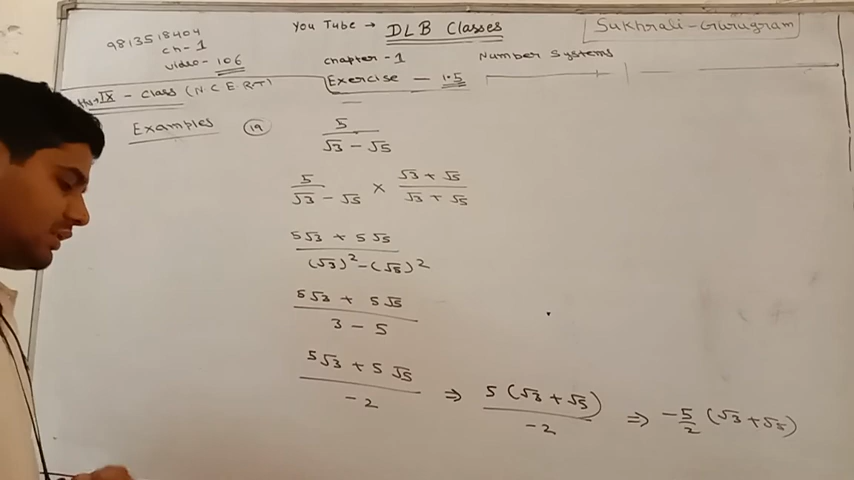 9813518404
ch-1
video-106
You Tube → DLB Classes
Sukhrali-Gurugram
chapter-1
Number Systems
IX - class (N.C.E.R.T)
Exercise - 1.5
Examples (19) 5/(√3 - √5)
5/(√3 - √5) × (√3 + √5)/(√3 + √5)
(5√3 + 5√5)/((√3)² - (√5)²)
(5√3 + 5√5)/(3 - 5)
(5√3 + 5√5)/(-2) ⇒ 5(√3 + √5)/(-2) ⇒ -5/2 (√3 + √5)